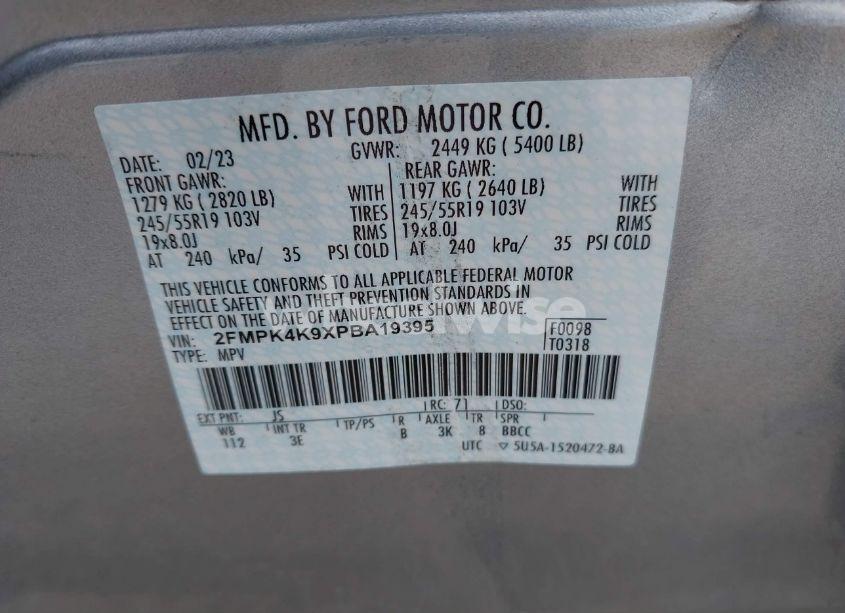 MFD. BY FORD MOTOR CO.
DATE: 02/23 GVWR: 2449 KG ( 5400 LB)
FRONT GAWR: REAR GAWR:
1279 KG ( 2820 LB) WITH 1197 KG ( 2640 LB) WITH
245/55R19 103V TIRES 245/55R19 103V TIRES
19x8.0J RIMS 19x8.0J RIMS
AT 240 kPa/ 35 PSI COLD AT 240 kPa/ 35 PSI COLD
THIS VEHICLE CONFORMS TO ALL APPLICABLE FEDERAL MOTOR
VEHICLE SAFETY AND THEFT PREVENTION STANDARDS IN
EFFECT ON THE DATE OF MANUFACTURE SHOWN ABOVE.
VIN: 2FMPK4K9XPBA19395 F0098
TYPE: MPV T0318
EXT PNT: JS RC: 71 DSO:
WB INT TR TP/PS R AXLE TR SPR
112 3E B 3K 8 BBCC
UTC ▽ 5U5A-1520472-BA